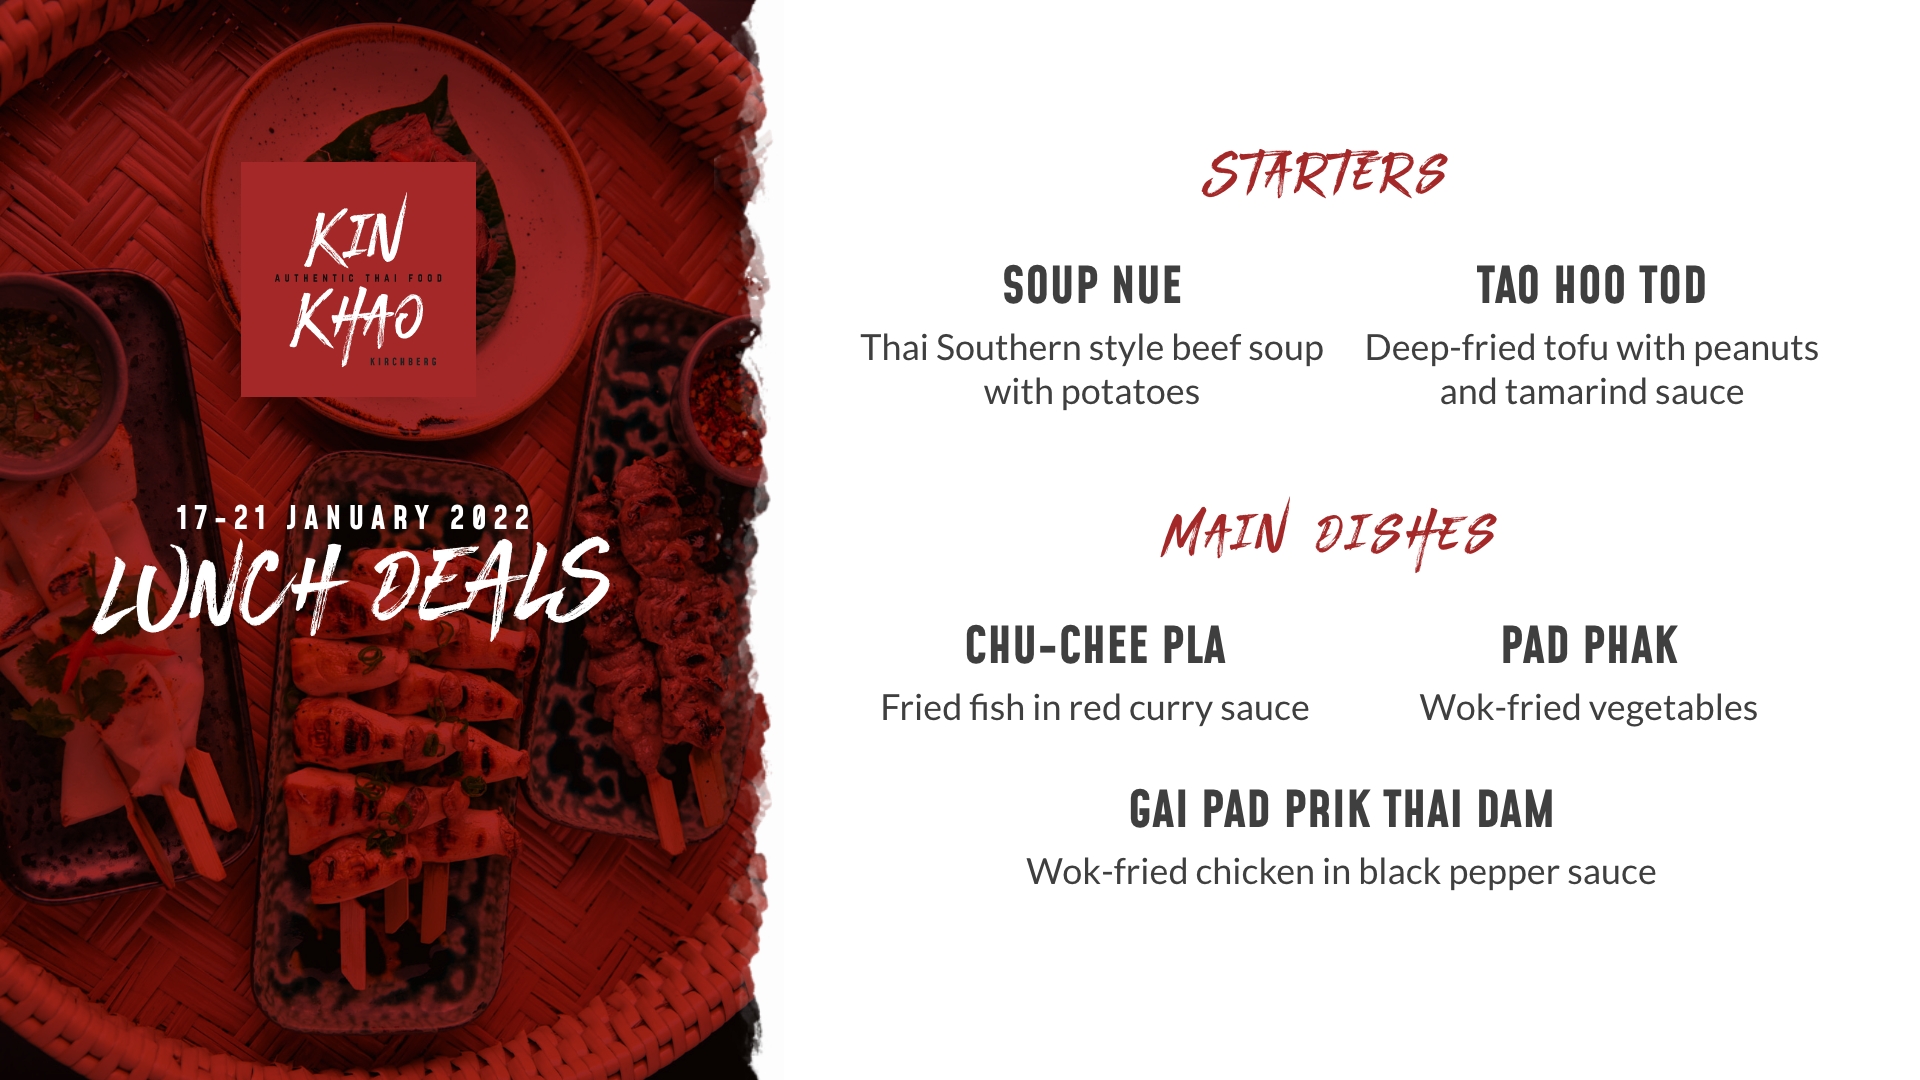 KIN
AUTHENTIC THAI FOOD
KHAO
KIRCHBERG
17-21 JANUARY 2022
LUNCH DEALS
STARTERS
SOUP NUE
Thai Southern style beef soup
with potatoes
TAO HOO TOD
Deep-fried tofu with peanuts
and tamarind sauce
MAIN DISHES
CHU-CHEE PLA
Fried fish in red curry sauce
PAD PHAK
Wok-fried vegetables
GAI PAD PRIK THAI DAM
Wok-fried chicken in black pepper sauce